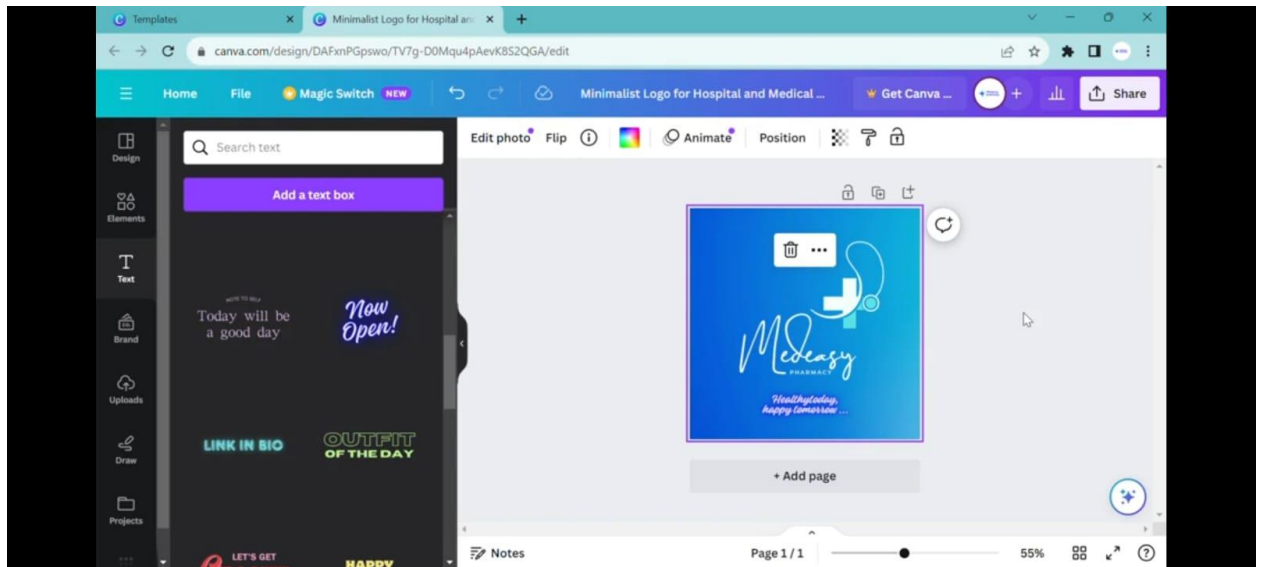 Templates
Minimalist Logo for Hospital an
canva.com/design/DAFxnPGpswo/TV7g-D0Mqu4pAevK8S2QGA/edit
Home File Magic Switch NEW Minimalist Logo for Hospital and Medical ... Get Canva ... Share
Edit photo Flip Animate Position
Search text
Add a text box
Design
Elements
Text
Brand
Uploads
Draw
Projects
NOTE TO SELF
Today will be
a good day
Now
Open!
LINK IN BIO
OUTFIT
OF THE DAY
LET'S GET
HAPPY
Medeasy
PHARMACY
Healthytoday,
happy tomorrow ...
+ Add page
Notes Page 1 / 1 55%